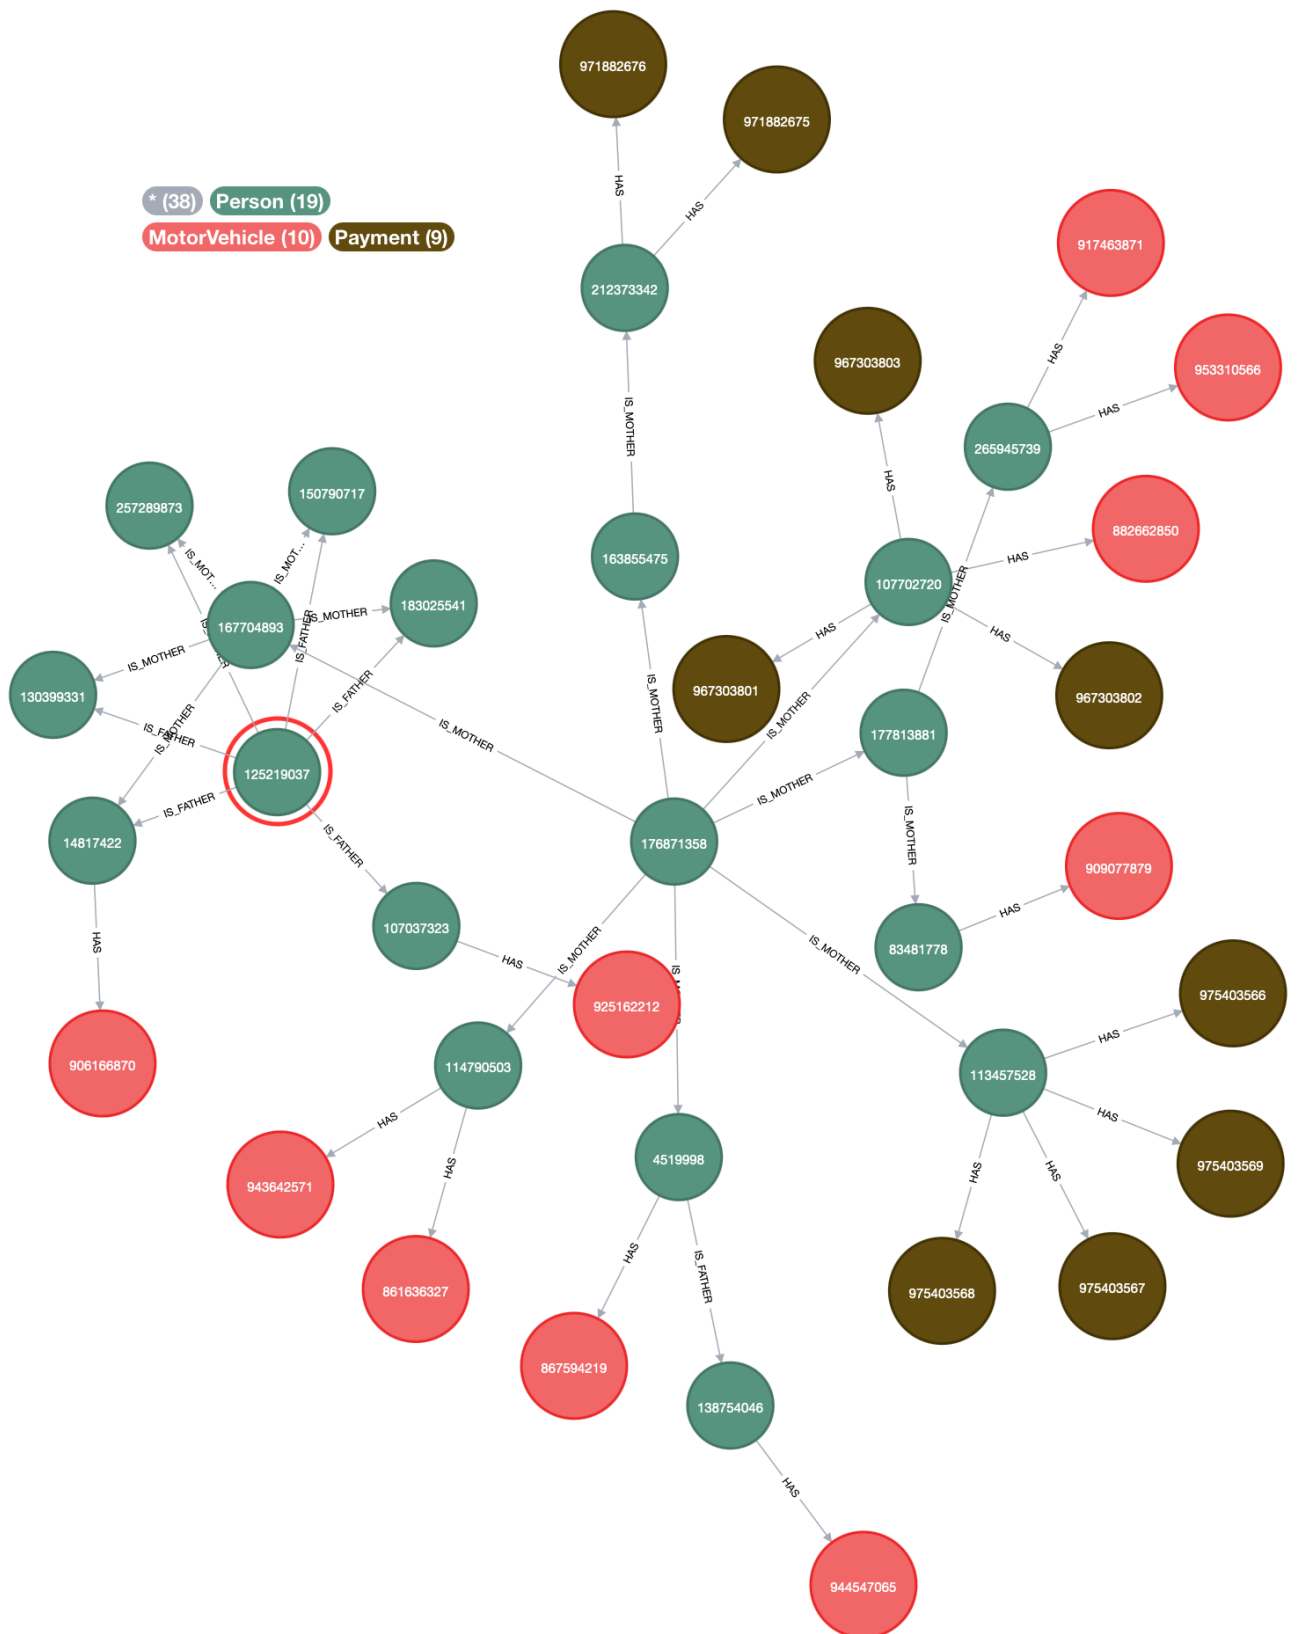 971882676
971882675
* (38) Person (19)
MotorVehicle (10) Payment (9)
HAS
HAS
917463871
212373342
967303803
HAS
953310566
HAS
IS_MOTHER
265945739
257289873
150790717
HAS
882662850
163855475
HAS
IS_MOT...
IS_MOT...
107702720
183025541
IS_MOTHER
167704893
IS_FATHER
IS_MOTHER
HAS
HAS
IS_MOTHER
130399331
IS_FATHER
IS_MOTHER
967303801
967303802
IS_MOTHER
IS_FATHER
IS_MOTHER
IS_MOTHER
177813881
125219037
IS_MOTHER
IS_FATHER
14817422
IS_FATHER
176871358
IS_MOTHER
909077879
107037323
HAS
83481778
HAS
HAS
IS_MOTHER
IS_MOTHER
925162212
975403566
HAS
906166870
114790503
113457528
HAS
HAS
4519998
975403569
HAS
HAS
HAS
943642571
HAS
IS_FATHER
861636327
975403568
975403567
867594219
138754046
HAS
944547065